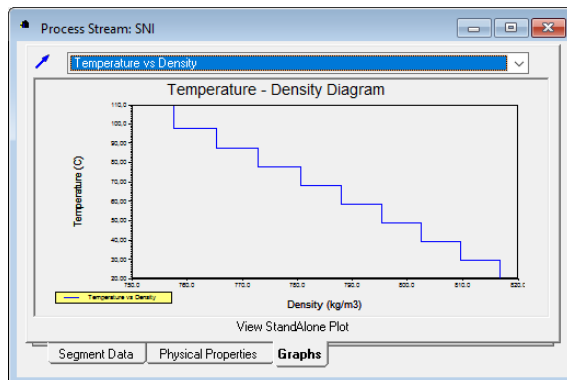 Process Stream: SNI
Temperature vs Density
Temperature - Density Diagram
110,0
100,0
90,00
80,00
70,00
60,00
50,00
40,00
30,00
20,00
Temperature (C)
750,0 760,0 770,0 780,0 790,0 800,0 810,0 820,0
Temperature vs Density
Density (kg/m3)
View StandAlone Plot
Segment Data Physical Properties Graphs